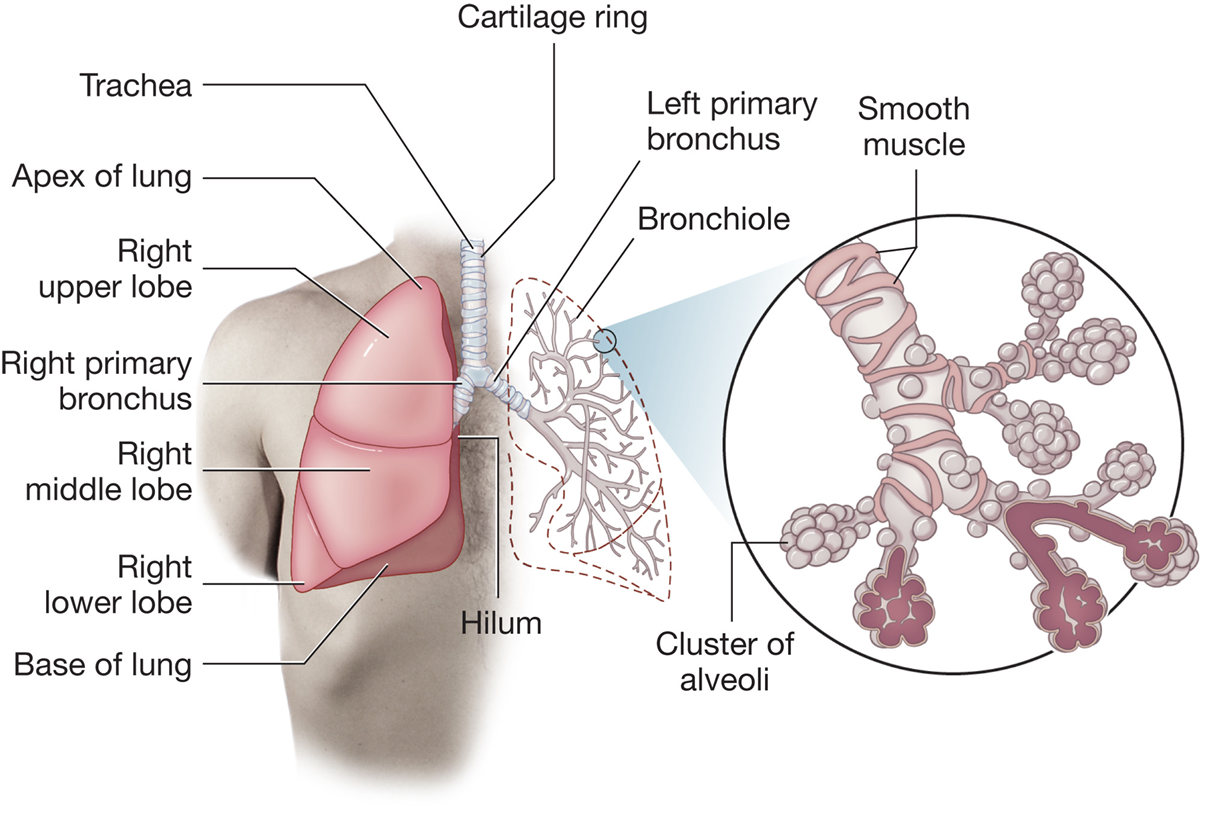 Cartilage ring
Trachea
Left primary
bronchus
Smooth
muscle
Apex of lung
Bronchiole
Right
upper lobe
Right primary
bronchus
Right
middle lobe
Right
lower lobe
Hilum
Cluster of
alveoli
Base of lung